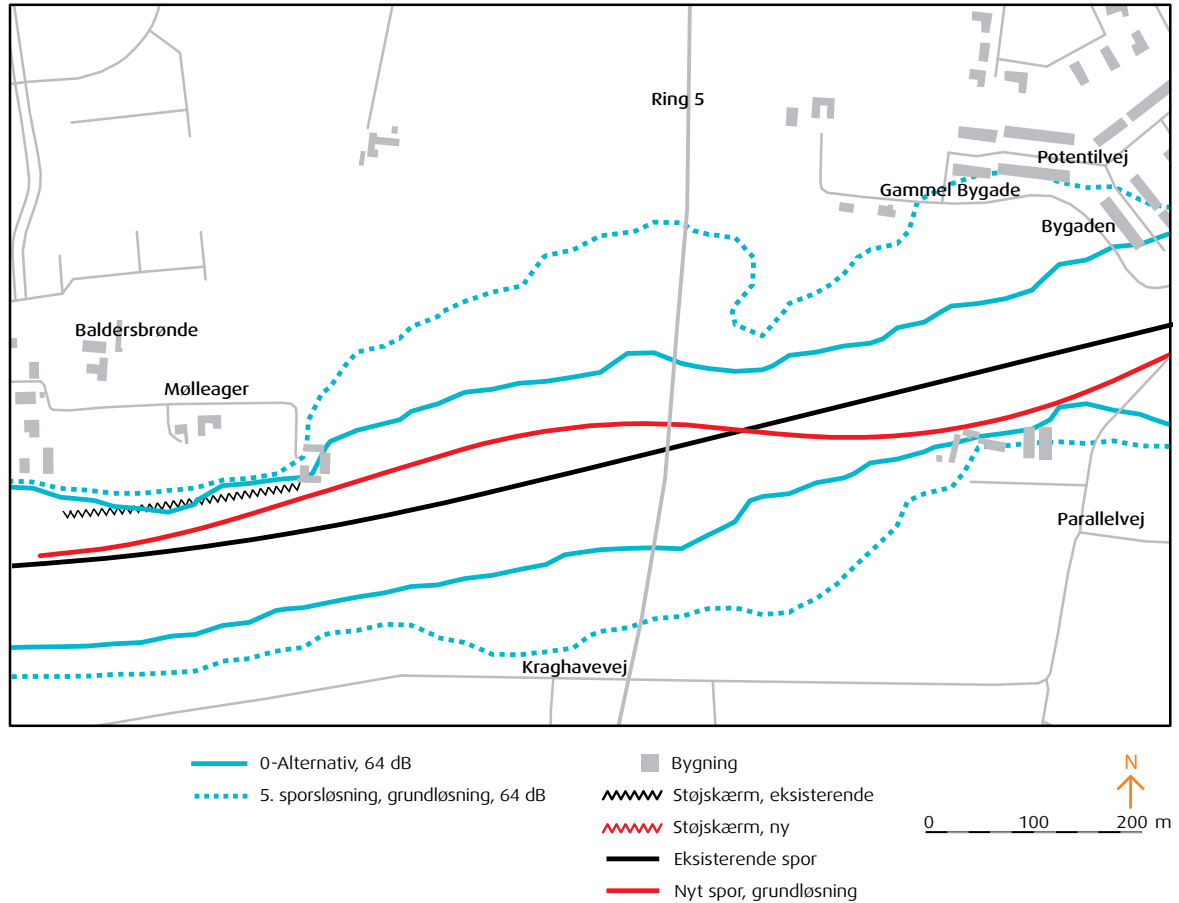 Ring 5
Potentilvej
Gammel Bygade
Bygaden
Baldersbrønde
Mølleager
Parallelvej
Kraghavevej
0-Alternativ, 64 dB
5. sporsløsning, grundløsning, 64 dB
Bygning
Støjskærm, eksisterende
Støjskærm, ny
Eksisterende spor
Nyt spor, grundløsning
N
0 100 200 m